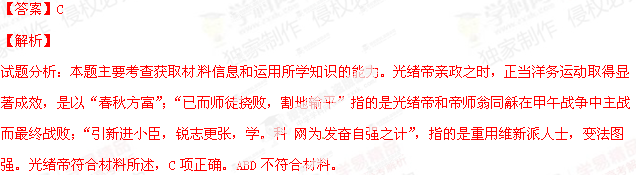 【答案】C
【解析】
试题分析：本题主要考查获取材料信息和运用所学知识的能力。光绪帝亲政之时，正当洋务运动取得显
著成效，是以“春秋方富”；“已而师徒挠败，割地输平”指的是光绪帝和帝师翁同龢在甲午战争中主战
而最终战败；“引新进小臣，锐志更张，学。科 网为发奋自强之计”，指的是重用维新派人士，变法图
强。光绪帝符合材料所述，C 项正确。ABD 不符合材料。